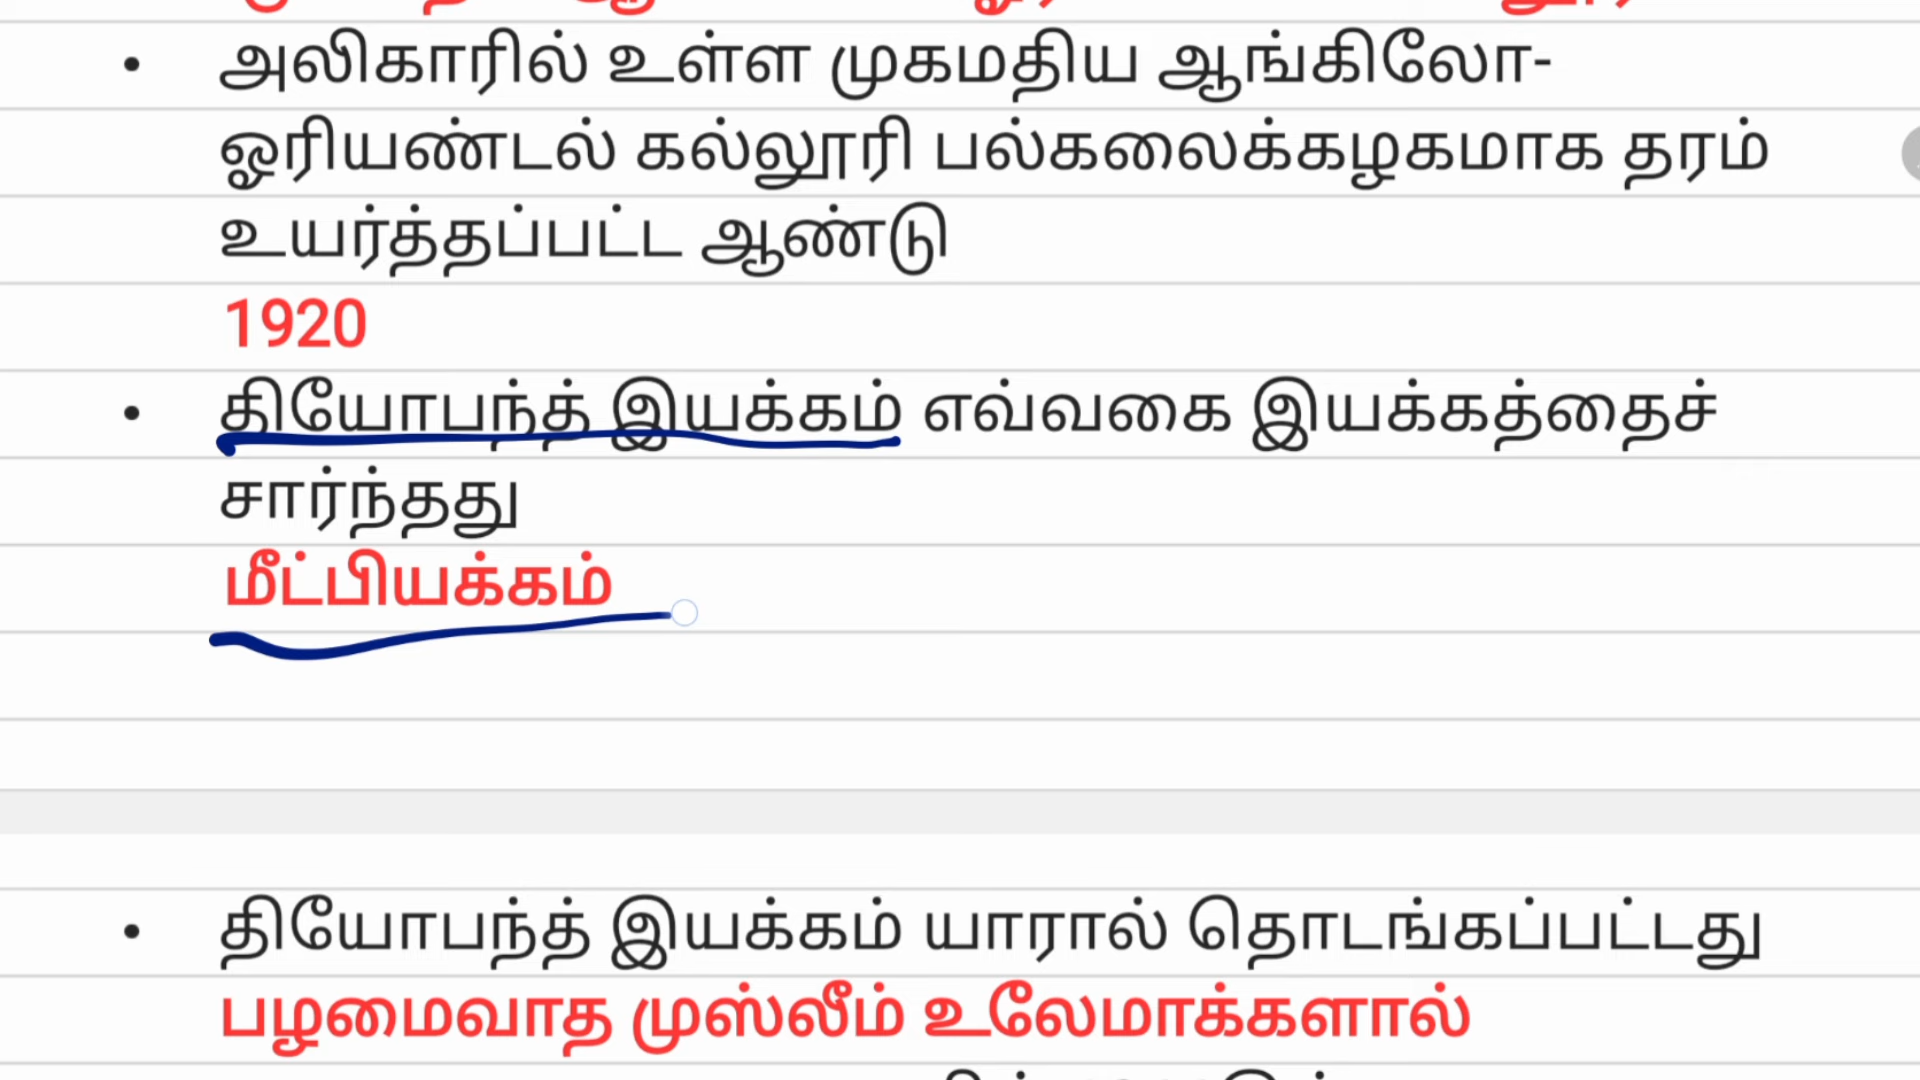 அலிகாரில் உள்ள முகமதிய ஆங்கிலோ-
ஓரியண்டல் கல்லூரி பல்கலைக்கழகமாக தரம்
உயர்த்தப்பட்ட ஆண்டு
1920
தியோபந்த் இயக்கம் எவ்வகை இயக்கத்தைச்
சார்ந்தது
மீட்பியக்கம்
தியோபந்த் இயக்கம் யாரால் தொடங்கப்பட்டது
பழமைவாத முஸ்லீம் உலேமாக்களால்